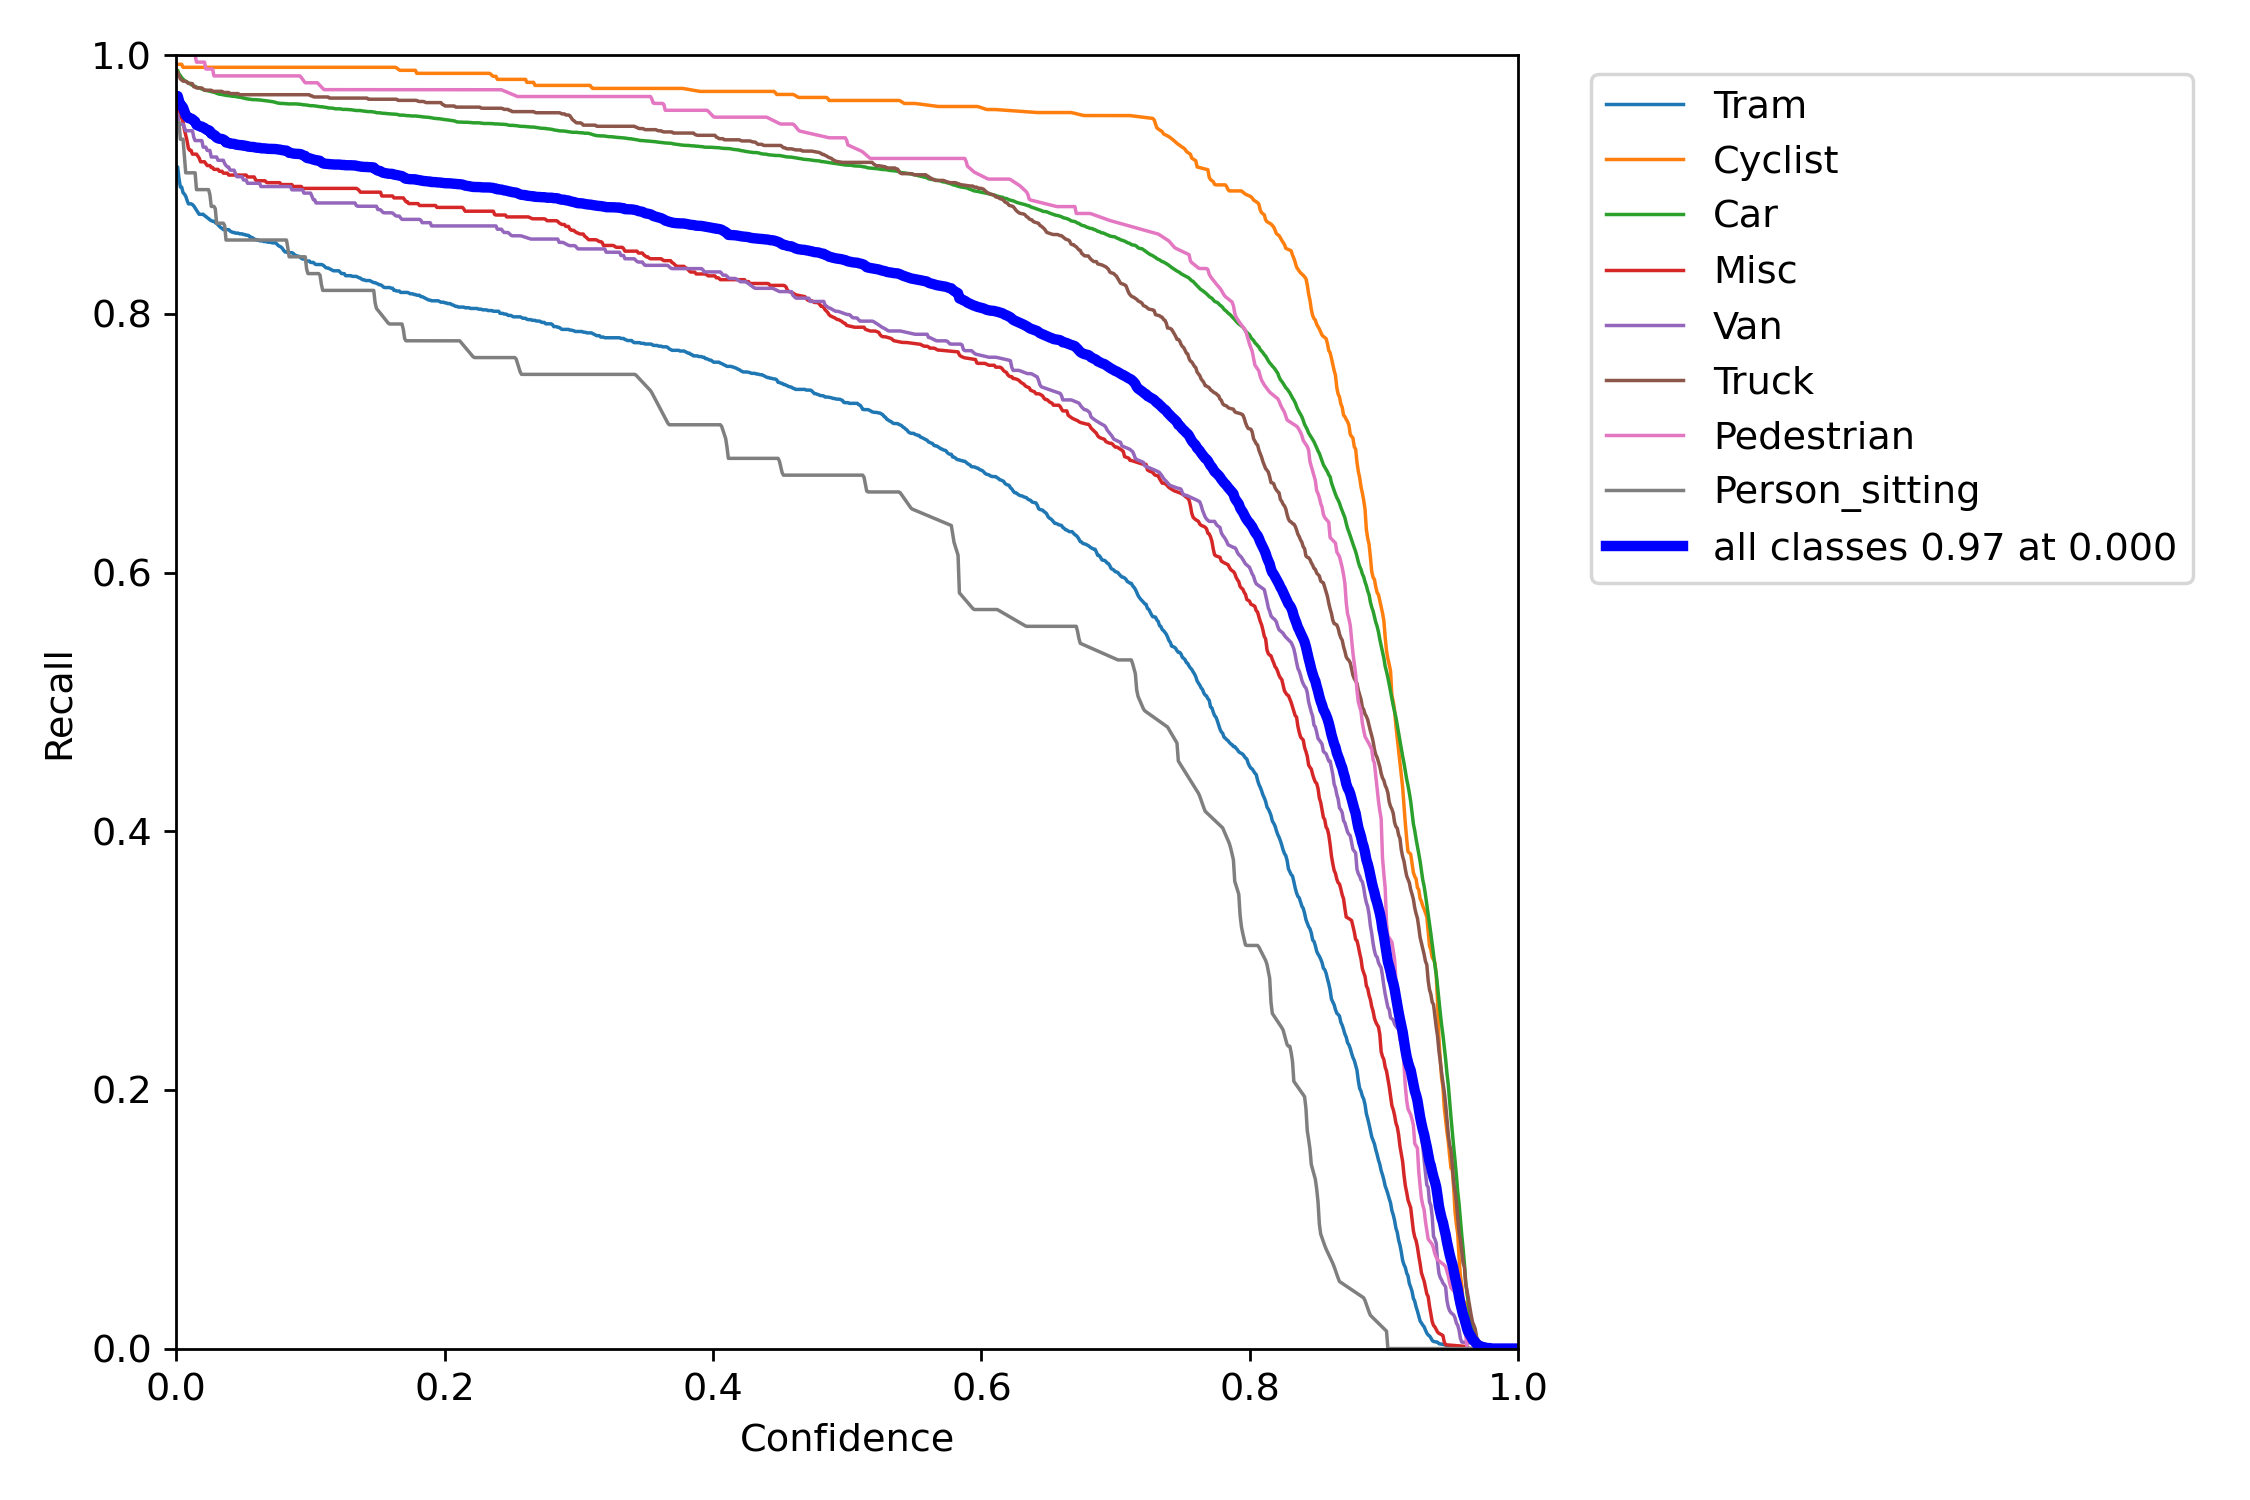 1.0
0.8
0.6
0.4
0.2
0.0
Recall
0.0 0.2 0.4 0.6 0.8 1.0
Confidence
Tram
Cyclist
Car
Misc
Van
Truck
Pedestrian
Person_sitting
all classes 0.97 at 0.000